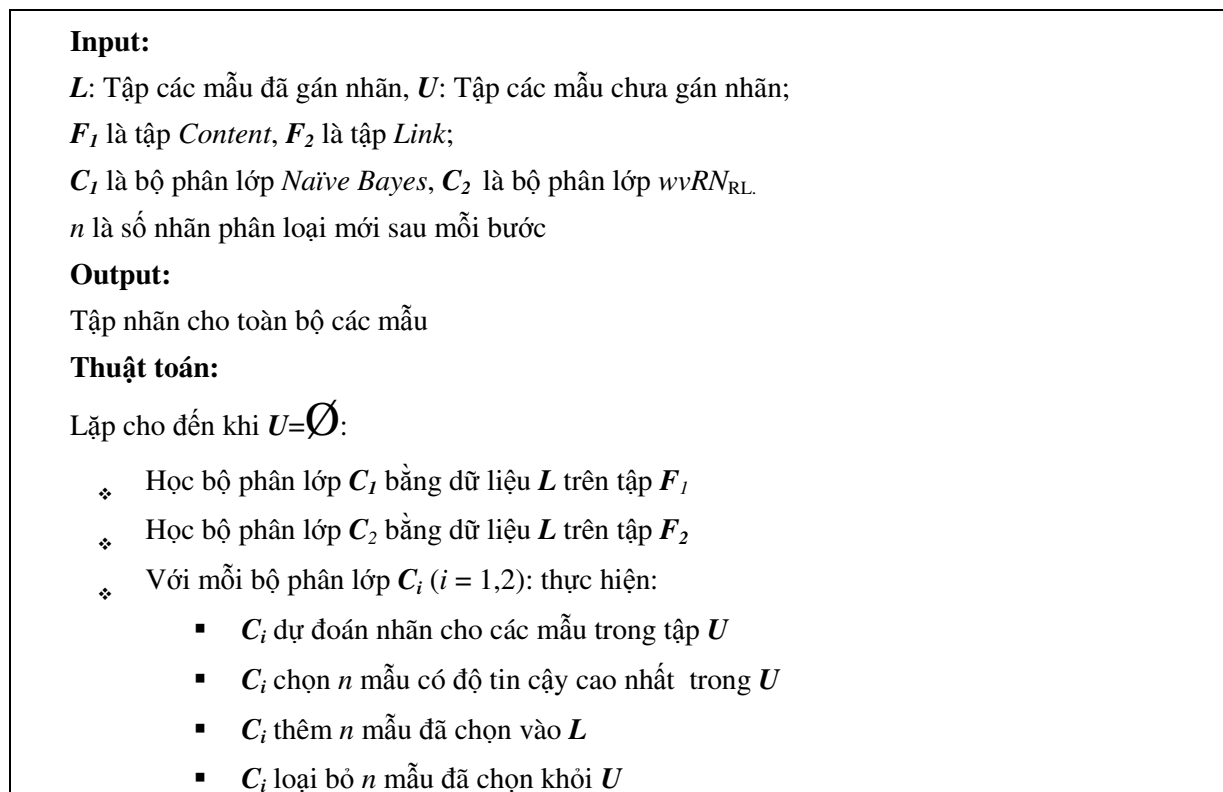 Input:
L: Tập các mẫu đã gán nhãn, U: Tập các mẫu chưa gán nhãn;
F1 là tập Content, F2 là tập Link;
C1 là bộ phân lớp Naïve Bayes, C2 là bộ phân lớp wvRNRL.
n là số nhãn phân loại mới sau mỗi bước
Output:
Tập nhãn cho toàn bộ các mẫu
Thuật toán:
Lặp cho đến khi U=Ø:
❖ Học bộ phân lớp C1 bằng dữ liệu L trên tập F1
❖ Học bộ phân lớp C2 bằng dữ liệu L trên tập F2
❖ Với mỗi bộ phân lớp Ci (i = 1,2): thực hiện:
▪ Ci dự đoán nhãn cho các mẫu trong tập U
▪ Ci chọn n mẫu có độ tin cậy cao nhất trong U
▪ Ci thêm n mẫu đã chọn vào L
▪ Ci loại bỏ n mẫu đã chọn khỏi U